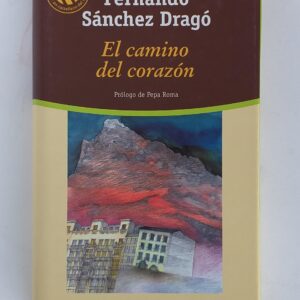 Fernando
Sánchez Dragó
El camino
del corazón
Prólogo de Pepa Roma